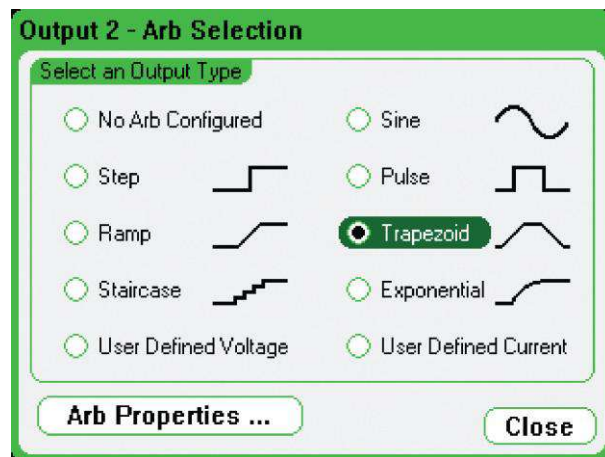 Output 2 - Arb Selection
Select an Output Type
No Arb Configured
Sine
Step
Pulse
Ramp
Trapezoid
Staircase
Exponential
User Defined Voltage
User Defined Current
Arb Properties ...
Close